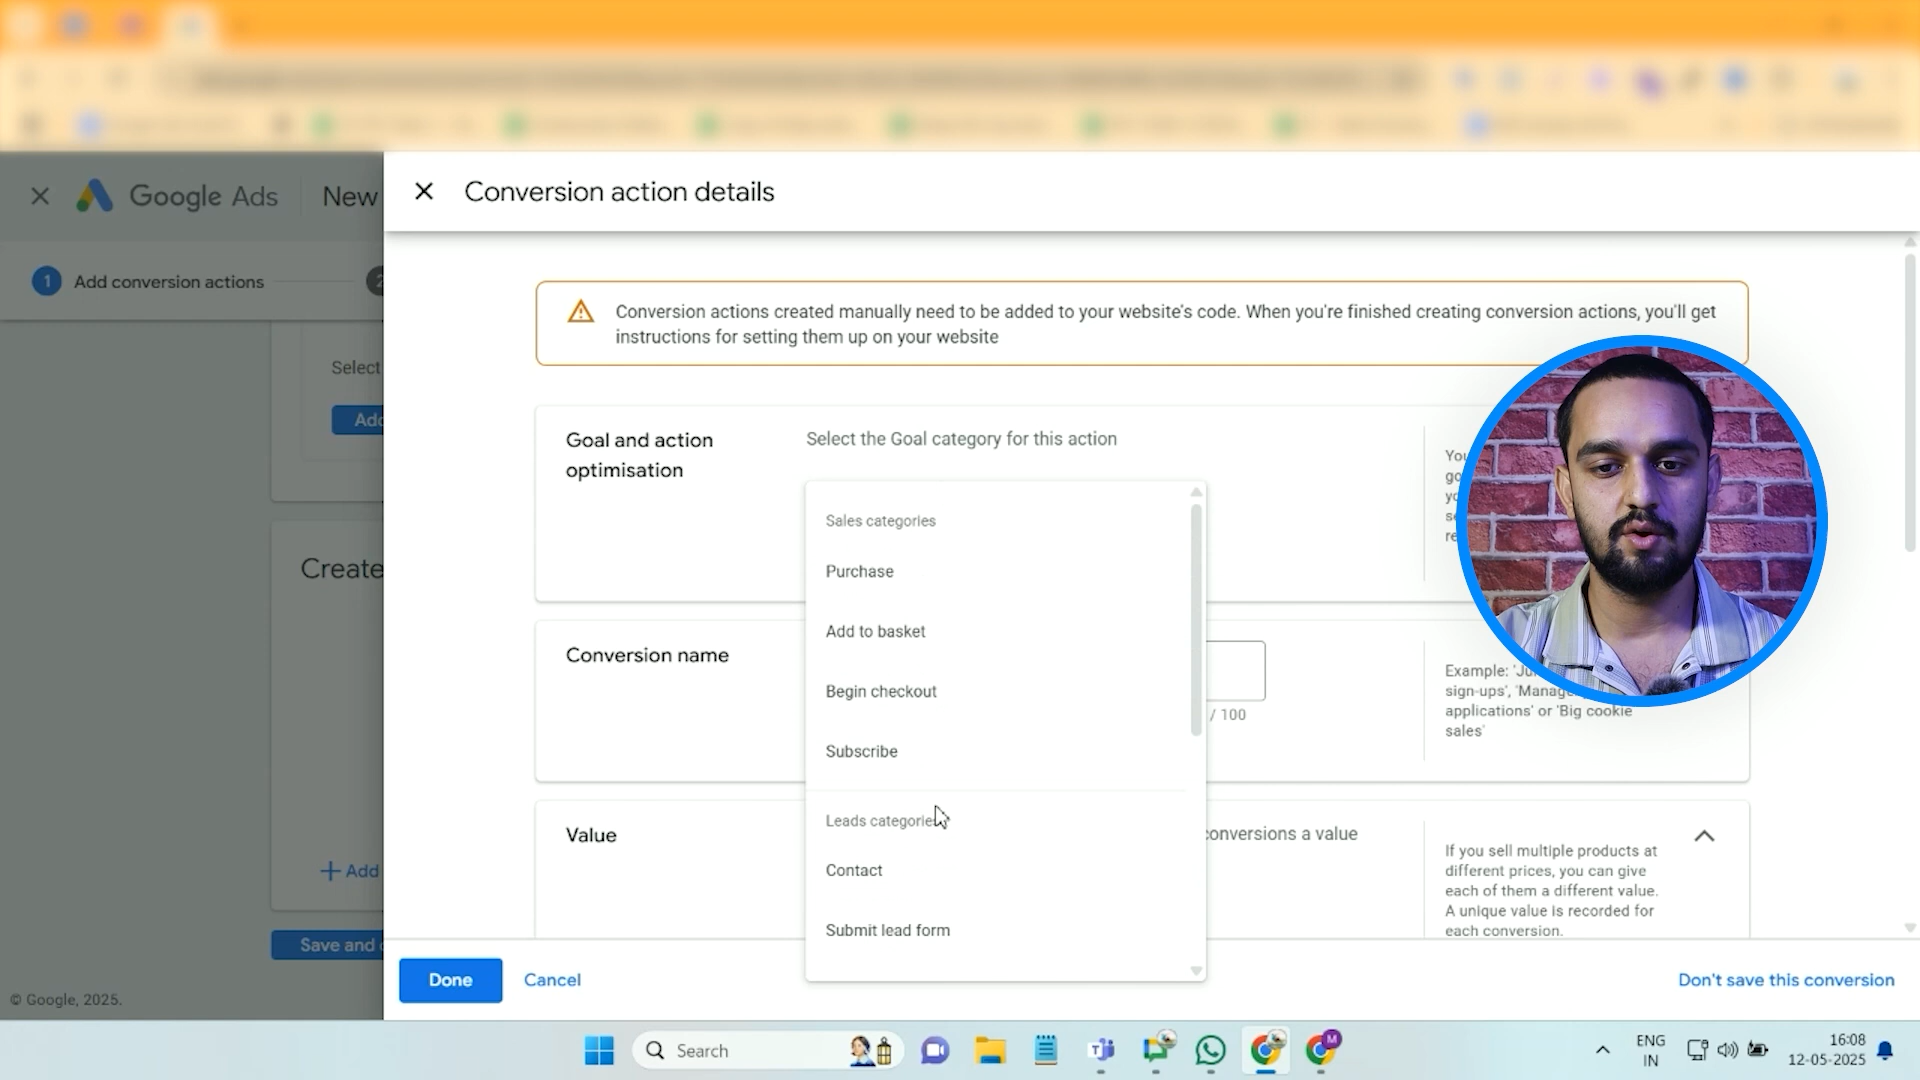 Google Ads
New
Conversion action details
1
Add conversion actions
2
Conversion actions created manually need to be added to your website's code. When you're finished creating conversion actions, you'll get
instructions for setting them up on your website
Select
Goal and action
optimisation
Select the Goal category for this action
Sales categories
Purchase
Add to basket
Begin checkout
Subscribe
Leads categorie
Contact
Submit lead form
Create
Conversion name
/ 100
Example:
sign-ups',
applications' or 'Big cookie
sales'
Value
conversions a value
If you sell multiple products at
different prices, you can give
each of them a different value.
A unique value is recorded for
each conversion.
Add
Save and
Done
Cancel
Don't save this conversion
© Google, 2025.
Search
ENG
IN
16:08
12-05-2025